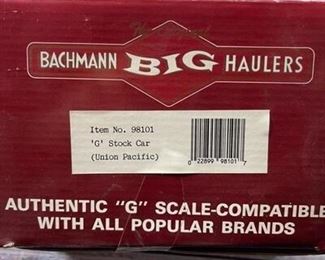 The Original
BACHMANN BIG HAULERS
Item No. 98101
'G' Stock Car
(Union Pacific)
0 22899 98101 7
AUTHENTIC "G" SCALE-COMPATIBLE
WITH ALL POPULAR BRANDS